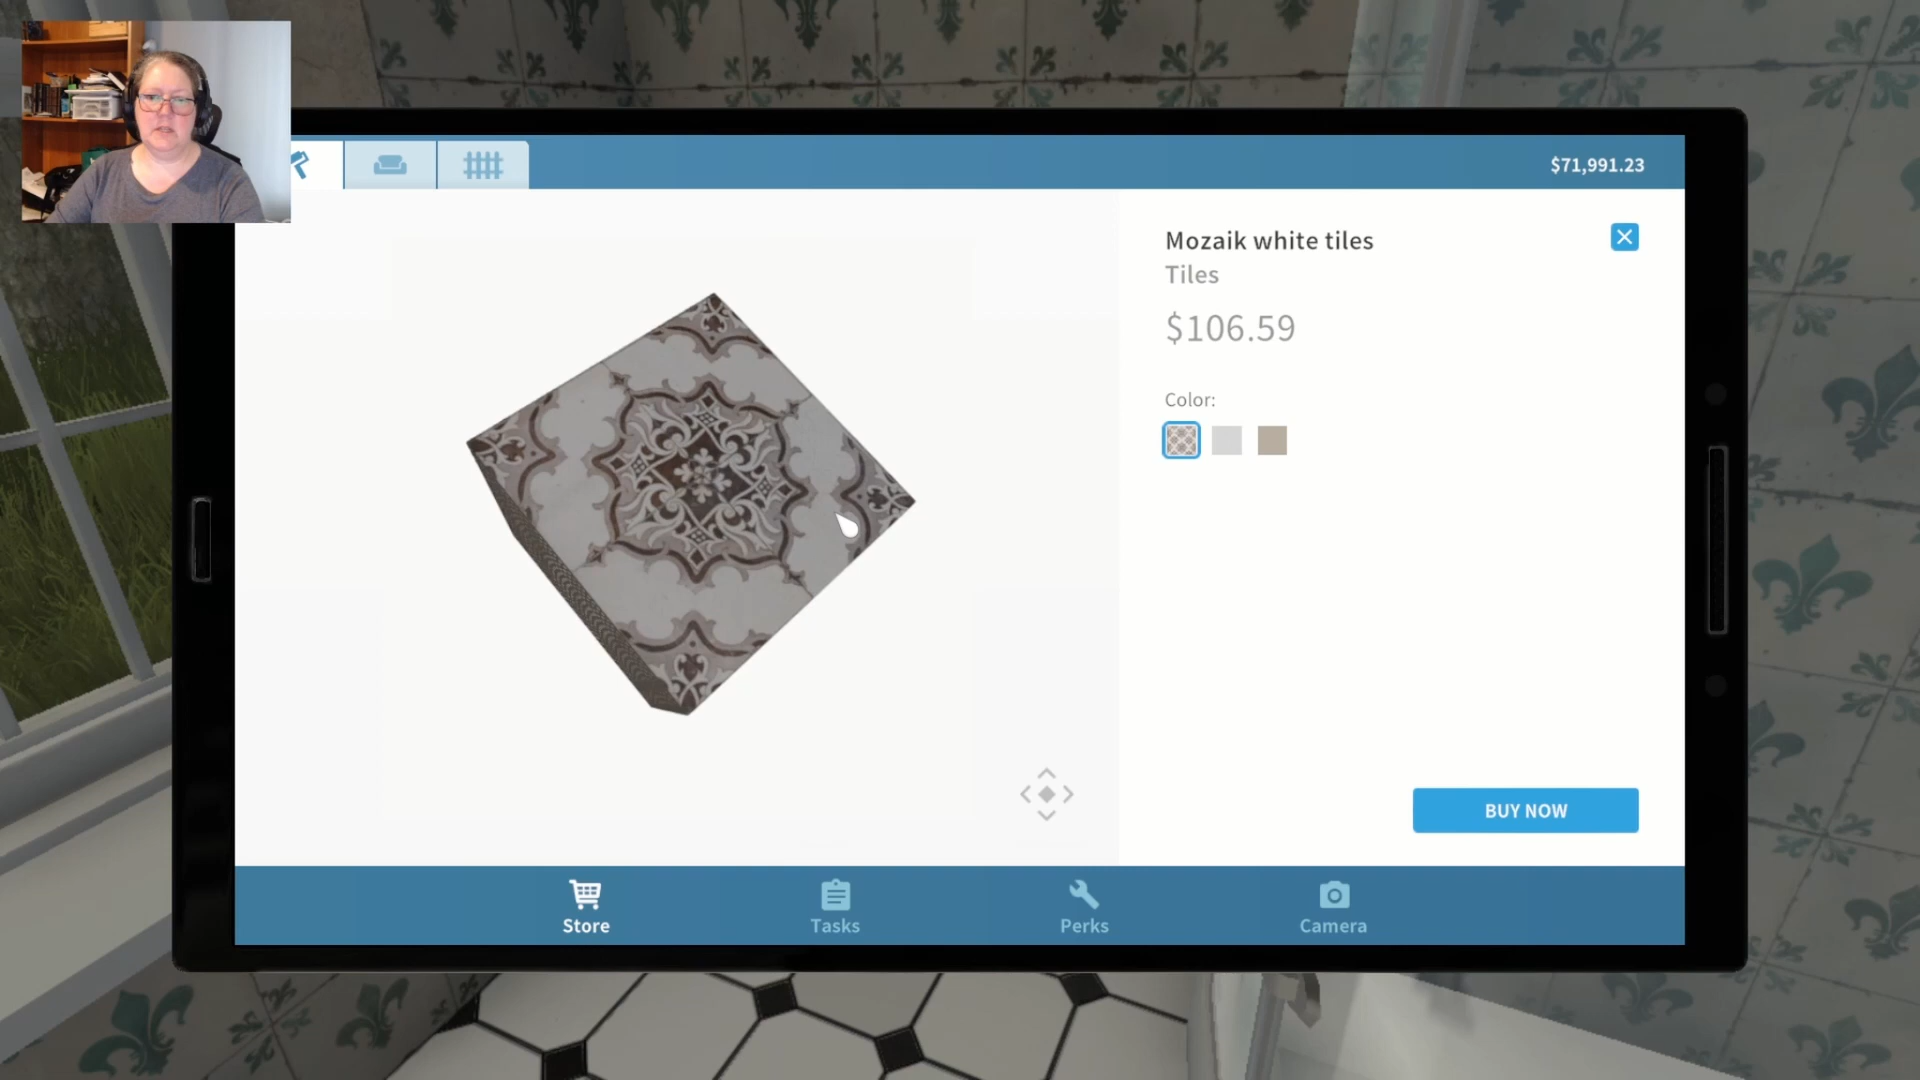 $71,991.23
Mozaik white tiles
Tiles
$106.59
Color:
BUY NOW
Store
Tasks
Perks
Camera